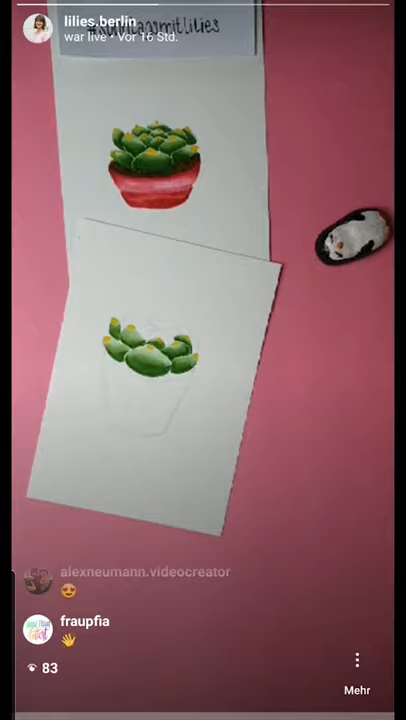 lilies.berlin
war live • Vor 16 Std.
alexneumann.videocreator
fraupfia
83
Mehr